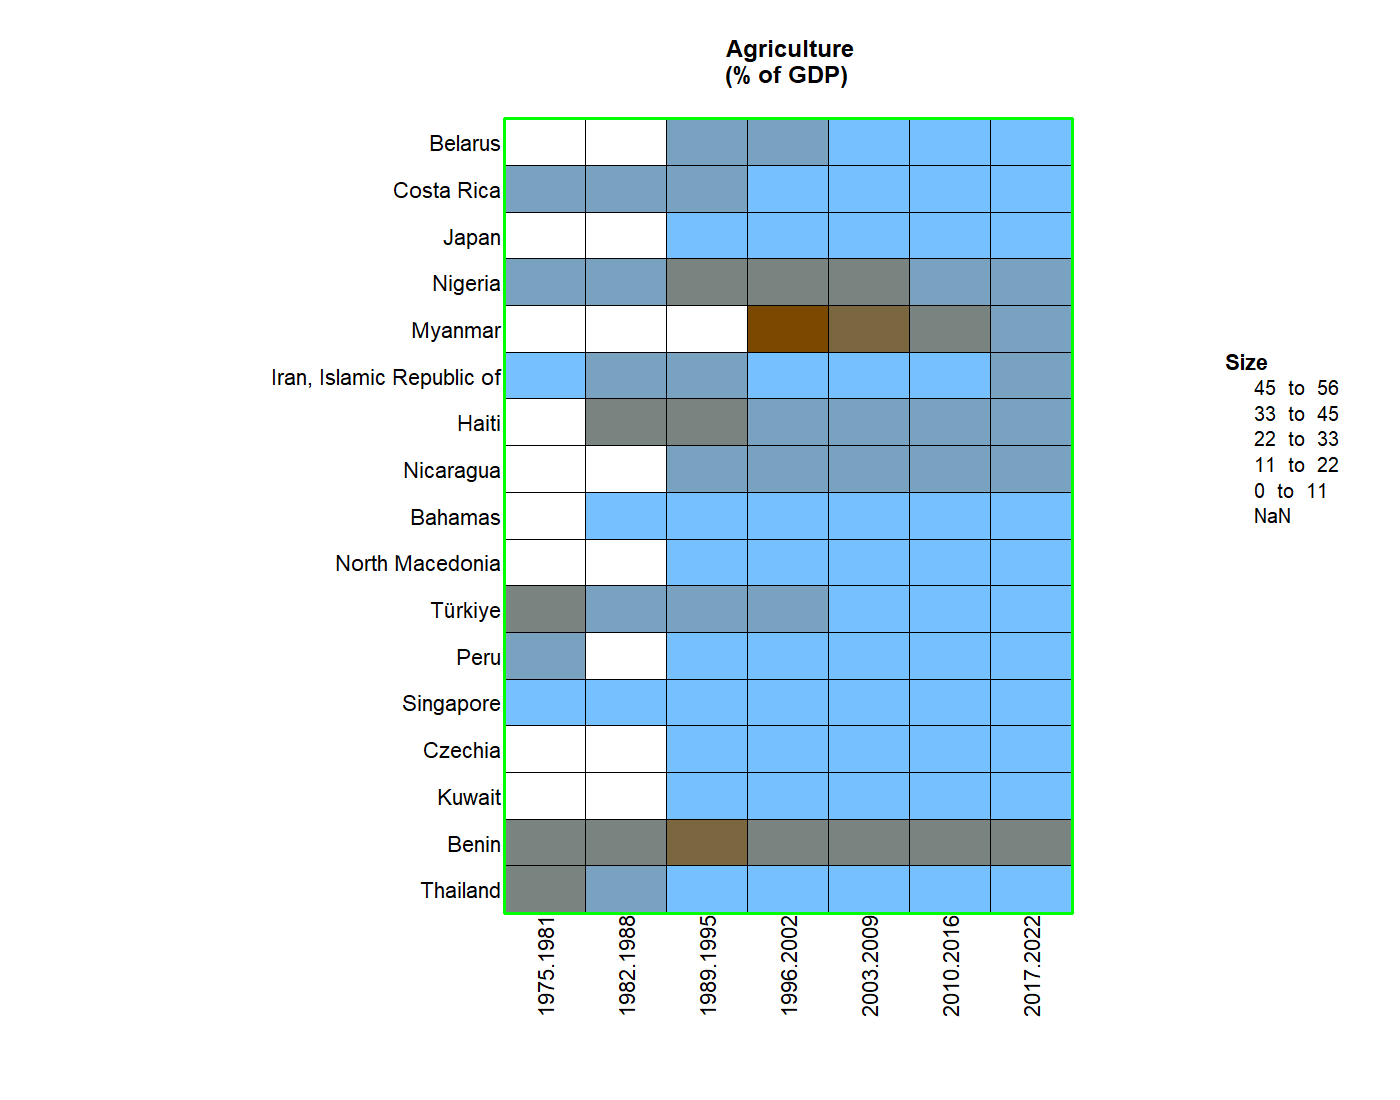 Agriculture
(% of GDP)
Belarus
Costa Rica
Japan
Nigeria
Myanmar
Iran, Islamic Republic of
Haiti
Nicaragua
Bahamas
North Macedonia
Türkiye
Peru
Singapore
Czechia
Kuwait
Benin
Thailand
1975.1981
1982.1988
1989.1995
1996.2002
2003.2009
2010.2016
2017.2022
Size
45 to 56
33 to 45
22 to 33
11 to 22
0 to 11
NaN